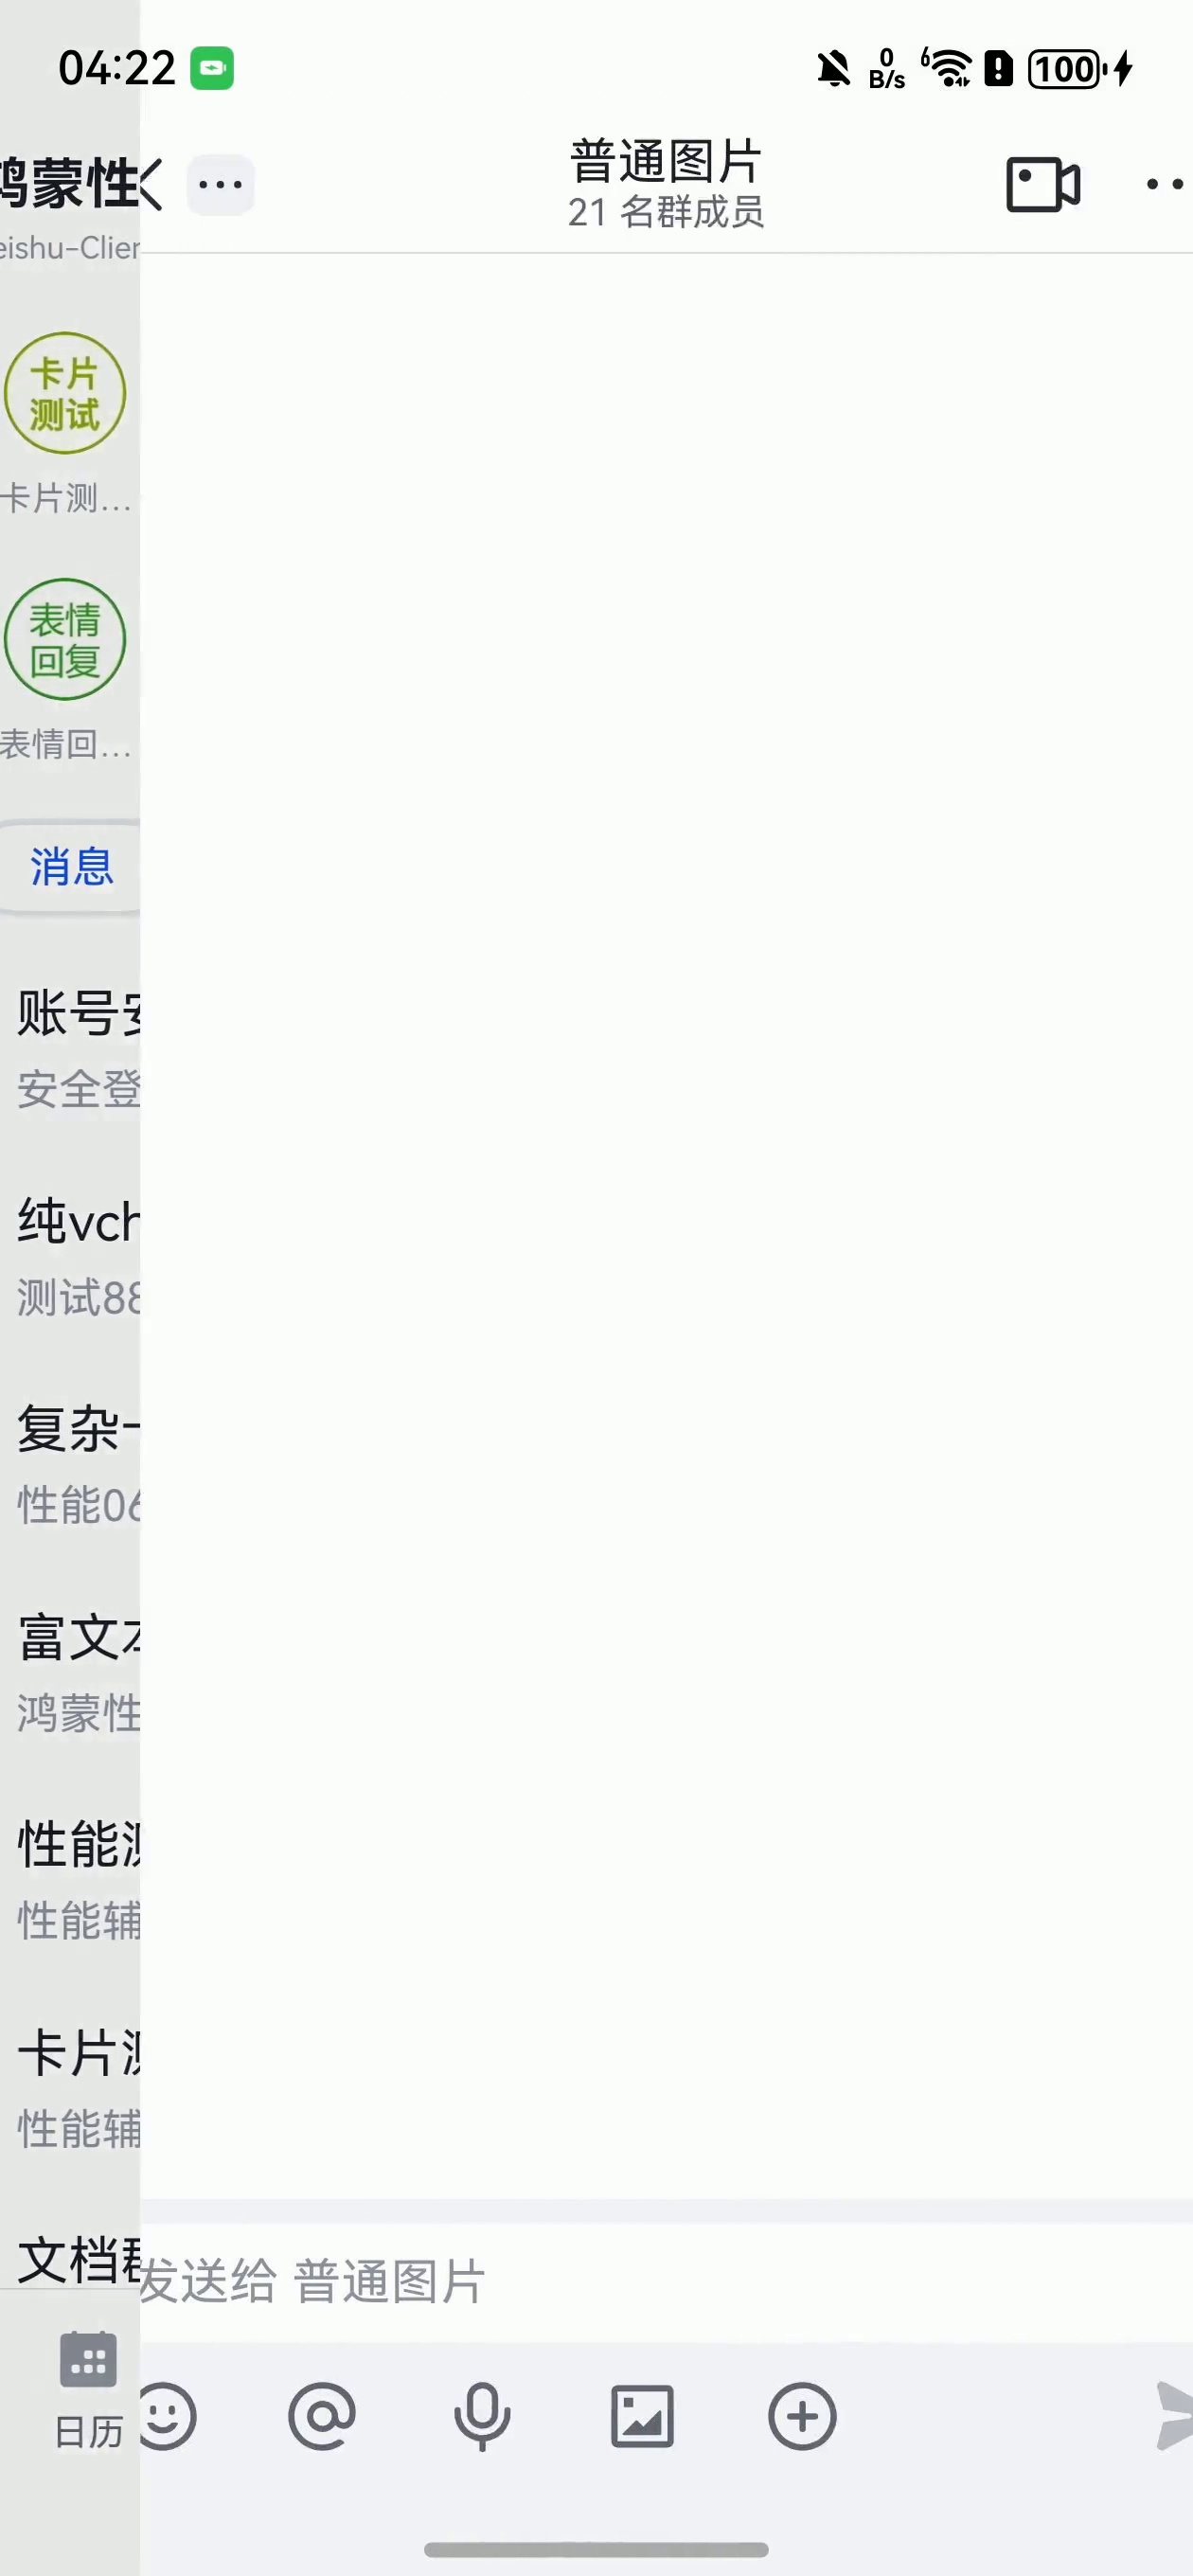 04:22
0
B/s
6
100
鸿蒙性
eishu-Clien
普通图片
21 名群成员
卡片
测试
卡片测...
表情
回复
表情回...
消息
账号安
安全登
纯vch
测试88
复杂
性能06
富文本
鸿蒙性
性能测
性能辅
卡片测
性能辅
文档群
发送给 普通图片
日历